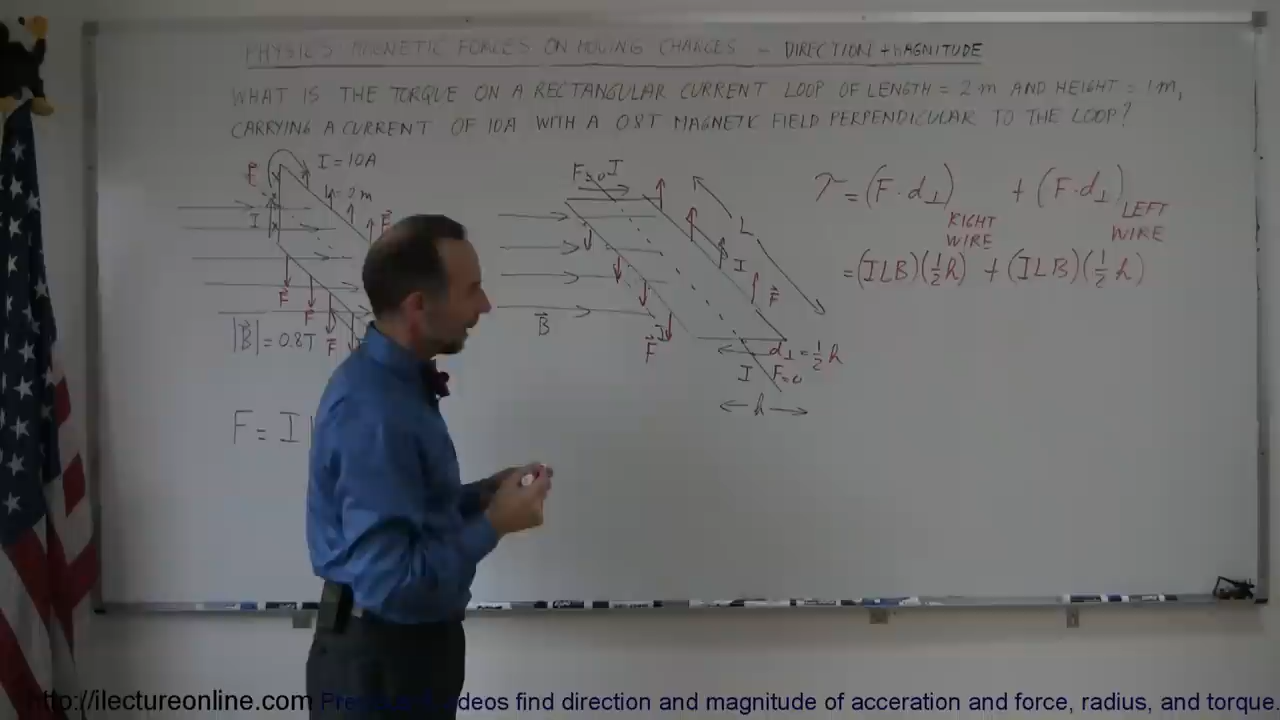 PHYSICS: MAGNETIC FORCES ON MOVING CHARGES - DIRECTION + MAGNITUDE
WHAT IS THE TORQUE ON A RECTANGULAR CURRENT LOOP OF LENGTH = 2 m AND HEIGHT = 1 m,
CARRYING A CURRENT OF 10A WITH A 0.8T MAGNETIC FIELD PERPENDICULAR TO THE LOOP?
F⃗ I = 10A
2 m
I
F⃗
F⃗ F⃗ F⃗
|B⃗| = 0.8T
F = I
F=0 I
L
I
F⃗
B⃗
F⃗ I
d⊥ = ½ h
I F=0
h
τ = (F · d⊥) RIGHT WIRE + (F · d⊥) LEFT WIRE
= (I L B)(½ h) + (I L B)(½ h)
http://ilectureonline.com videos find direction and magnitude of acceration and force, radius, and torque.